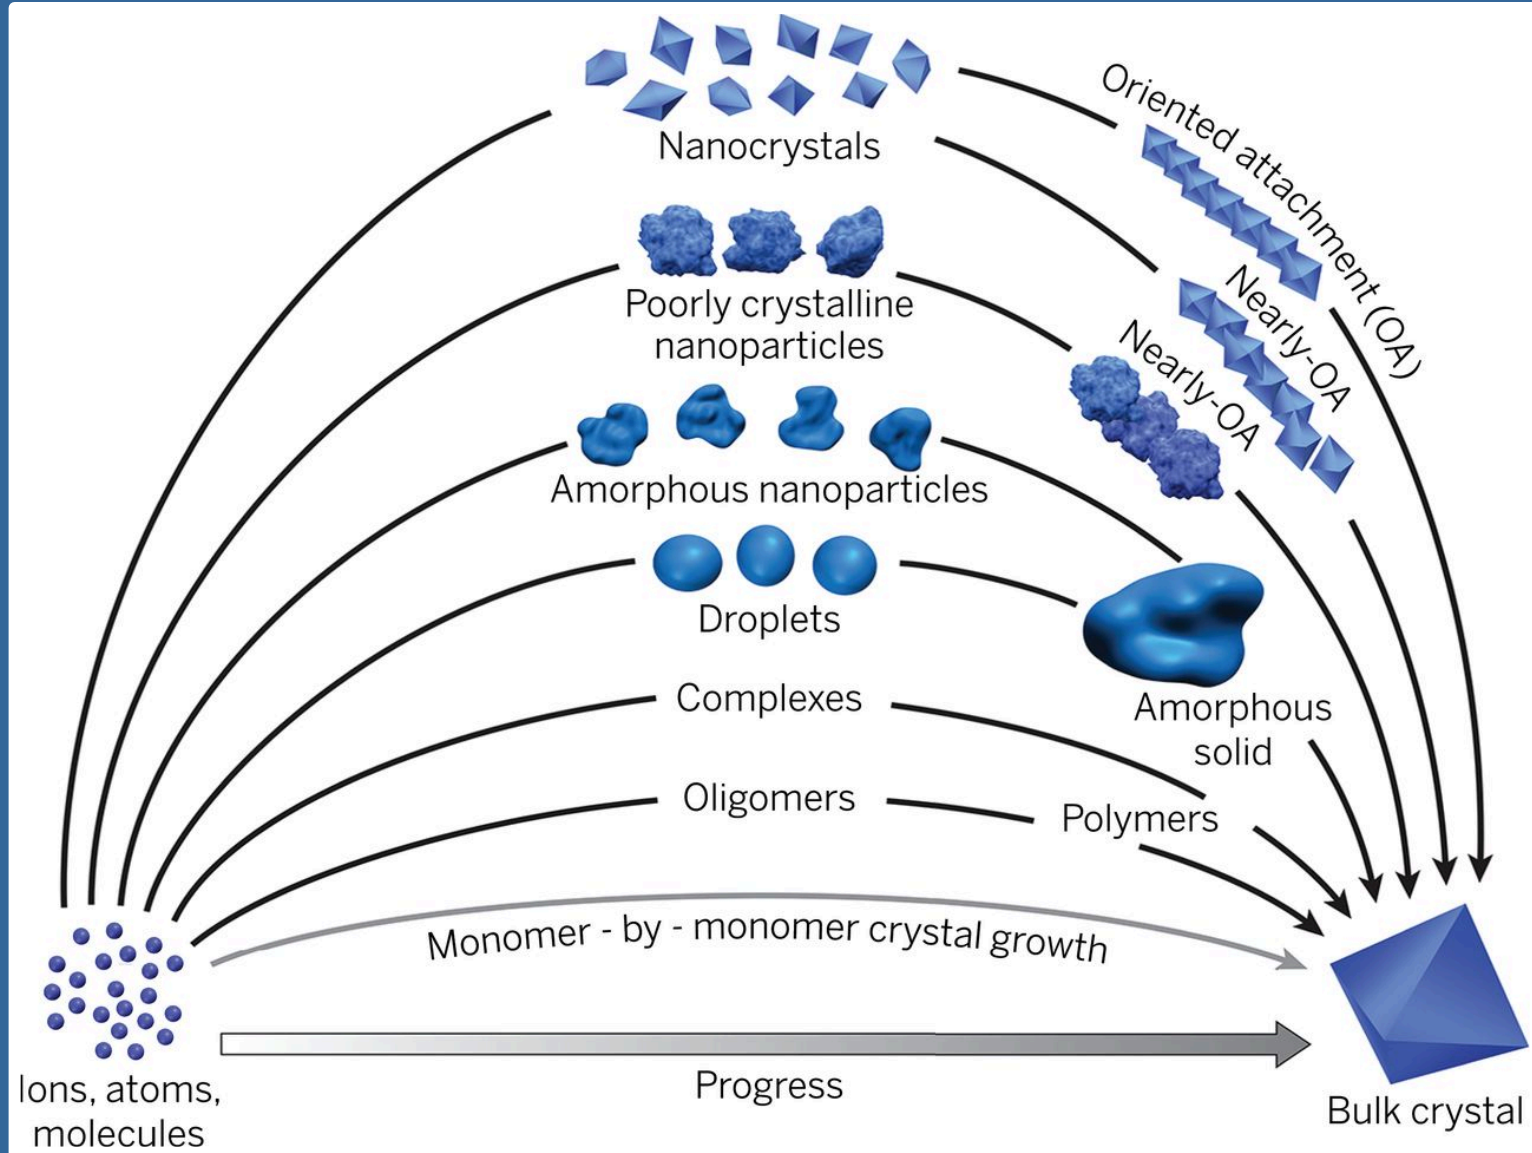 Nanocrystals
Oriented attachment (OA)
Poorly crystalline
nanoparticles
Nearly-OA
Nearly-OA
Amorphous nanoparticles
Droplets
Complexes
Amorphous
solid
Oligomers
Polymers
Monomer - by - monomer crystal growth
Ions, atoms,
molecules
Progress
Bulk crystal